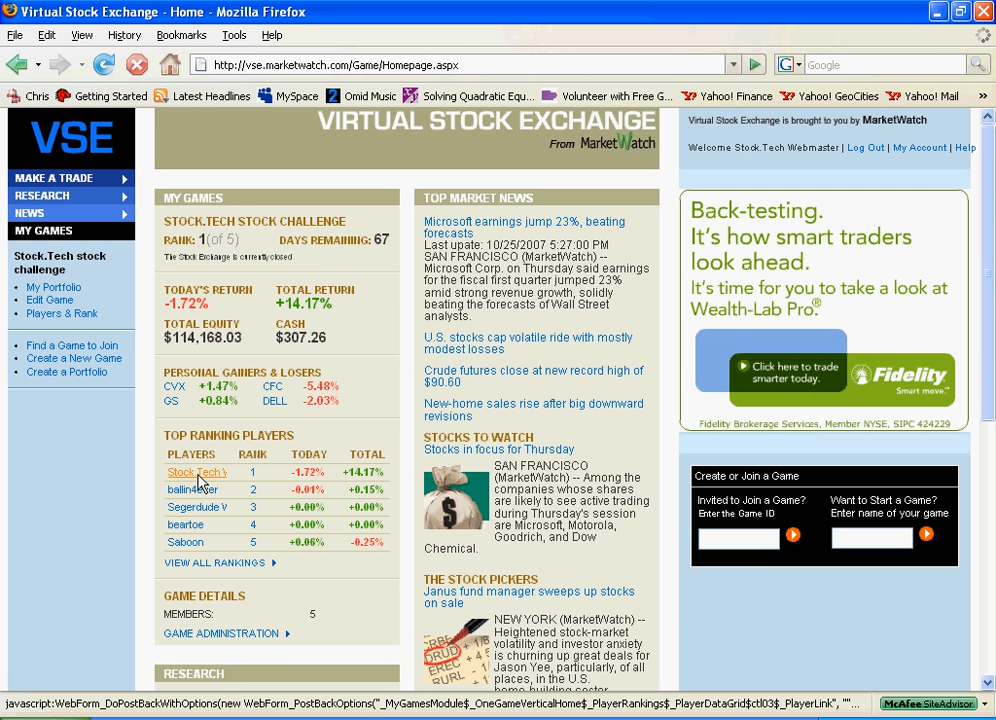 Virtual Stock Exchange - Home - Mozilla Firefox
File Edit View History Bookmarks Tools Help
http://vse.marketwatch.com/Game/Homepage.aspx
G Google
Chris Getting Started Latest Headlines MySpace Omid Music Solving Quadratic Equ... Volunteer with Free G... Yahoo! Finance Yahoo! GeoCities Yahoo! Mail »
VSE
MAKE A TRADE
RESEARCH
NEWS
MY GAMES
Stock.Tech stock
challenge
• My Portfolio
• Edit Game
• Players & Rank
• Find a Game to Join
• Create a New Game
• Create a Portfolio
VIRTUAL STOCK EXCHANGE
From MarketWatch
MY GAMES
STOCK.TECH STOCK CHALLENGE
RANK: 1(of 5) DAYS REMAINING: 67
The Stock Exchange is currently closed
TODAY'S RETURN TOTAL RETURN
-1.72% +14.17%
TOTAL EQUITY CASH
$114,168.03 $307.26
PERSONAL GAINERS & LOSERS
CVX +1.47% CFC -5.48%
GS +0.84% DELL -2.03%
TOP RANKING PLAYERS
PLAYERS RANK TODAY TOTAL
Stock.Tech 1 -1.72% +14.17%
2 -0.01% +0.15%
Segerdude 3 +0.00% +0.00%
beartoe 4 +0.00% +0.00%
Saboon 5 +0.06% -0.25%
VIEW ALL RANKINGS
GAME DETAILS
MEMBERS: 5
GAME ADMINISTRATION
RESEARCH
TOP MARKET NEWS
Microsoft earnings jump 23%, beating
forecasts
Last upate: 10/25/2007 5:27:00 PM
SAN FRANCISCO (MarketWatch) --
Microsoft Corp. on Thursday said earnings
for the fiscal first quarter jumped 23%
amid strong revenue growth, solidly
beating the forecasts of Wall Street
analysts.
U.S. stocks cap volatile ride with mostly
modest losses
Crude futures close at new record high of
$90.60
New-home sales rise after big downward
revisions
STOCKS TO WATCH
Stocks in focus for Thursday
SAN FRANCISCO
(MarketWatch) -- Among the
companies whose shares
are likely to see active trading
during Thursday's session
are Microsoft, Motorola,
Goodrich, and Dow
Chemical.
THE STOCK PICKERS
Janus fund manager sweeps up stocks
on sale
NEW YORK (MarketWatch) --
Heightened stock-market
volatility and investor anxiety
is churning up great deals for
Jason Yee, particularly, of all
places, in the U.S.
home-building sector
Virtual Stock Exchange is brought to you by MarketWatch
Welcome Stock.Tech Webmaster | Log Out | My Account | Help
Back-testing.
It's how smart traders
look ahead.
It's time for you to take a look at
Wealth-Lab Pro.®
Click here to trade
smarter today.
Fidelity
Smart move.™
Fidelity Brokerage Services, Member NYSE, SIPC 424229
Create or Join a Game
Invited to Join a Game? Want to Start a Game?
Enter the Game ID Enter name of your game
javascript:WebForm_DoPostBackWithOptions(new WebForm_PostBackOptions("_MyGamesModule$_OneGameVerticalHome$_PlayerRankings$_PlayerDataGrid$ctl03$_PlayerLink", ""...
McAfee SiteAdvisor